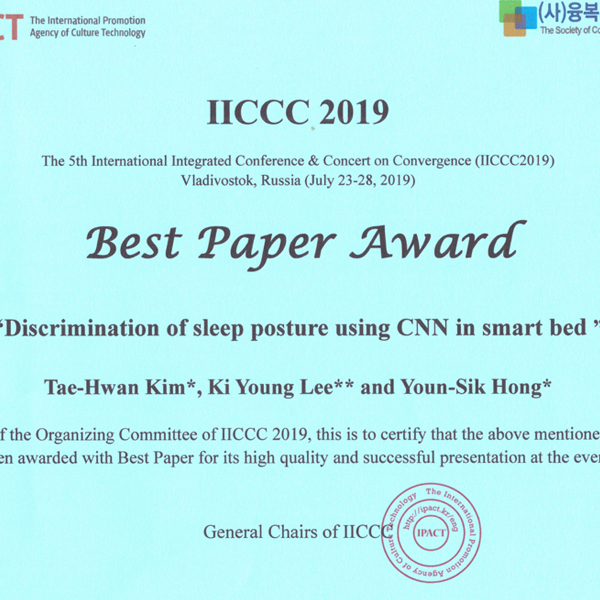 CT The International Promotion
Agency of Culture Technology
(사)융복
The Society of Co
IICCC 2019
The 5th International Integrated Conference & Concert on Convergence (IICCC2019)
Vladivostok, Russia (July 23-28, 2019)
Best Paper Award
“Discrimination of sleep posture using CNN in smart bed ”
Tae-Hwan Kim*, Ki Young Lee** and Youn-Sik Hong*
f the Organizing Committee of IICCC 2019, this is to certify that the above mentione
en awarded with Best Paper for its high quality and successful presentation at the even
General Chairs of IICCC
The International Promotion Agency of Culture Technology
http://ipact.kr/eng
IPACT